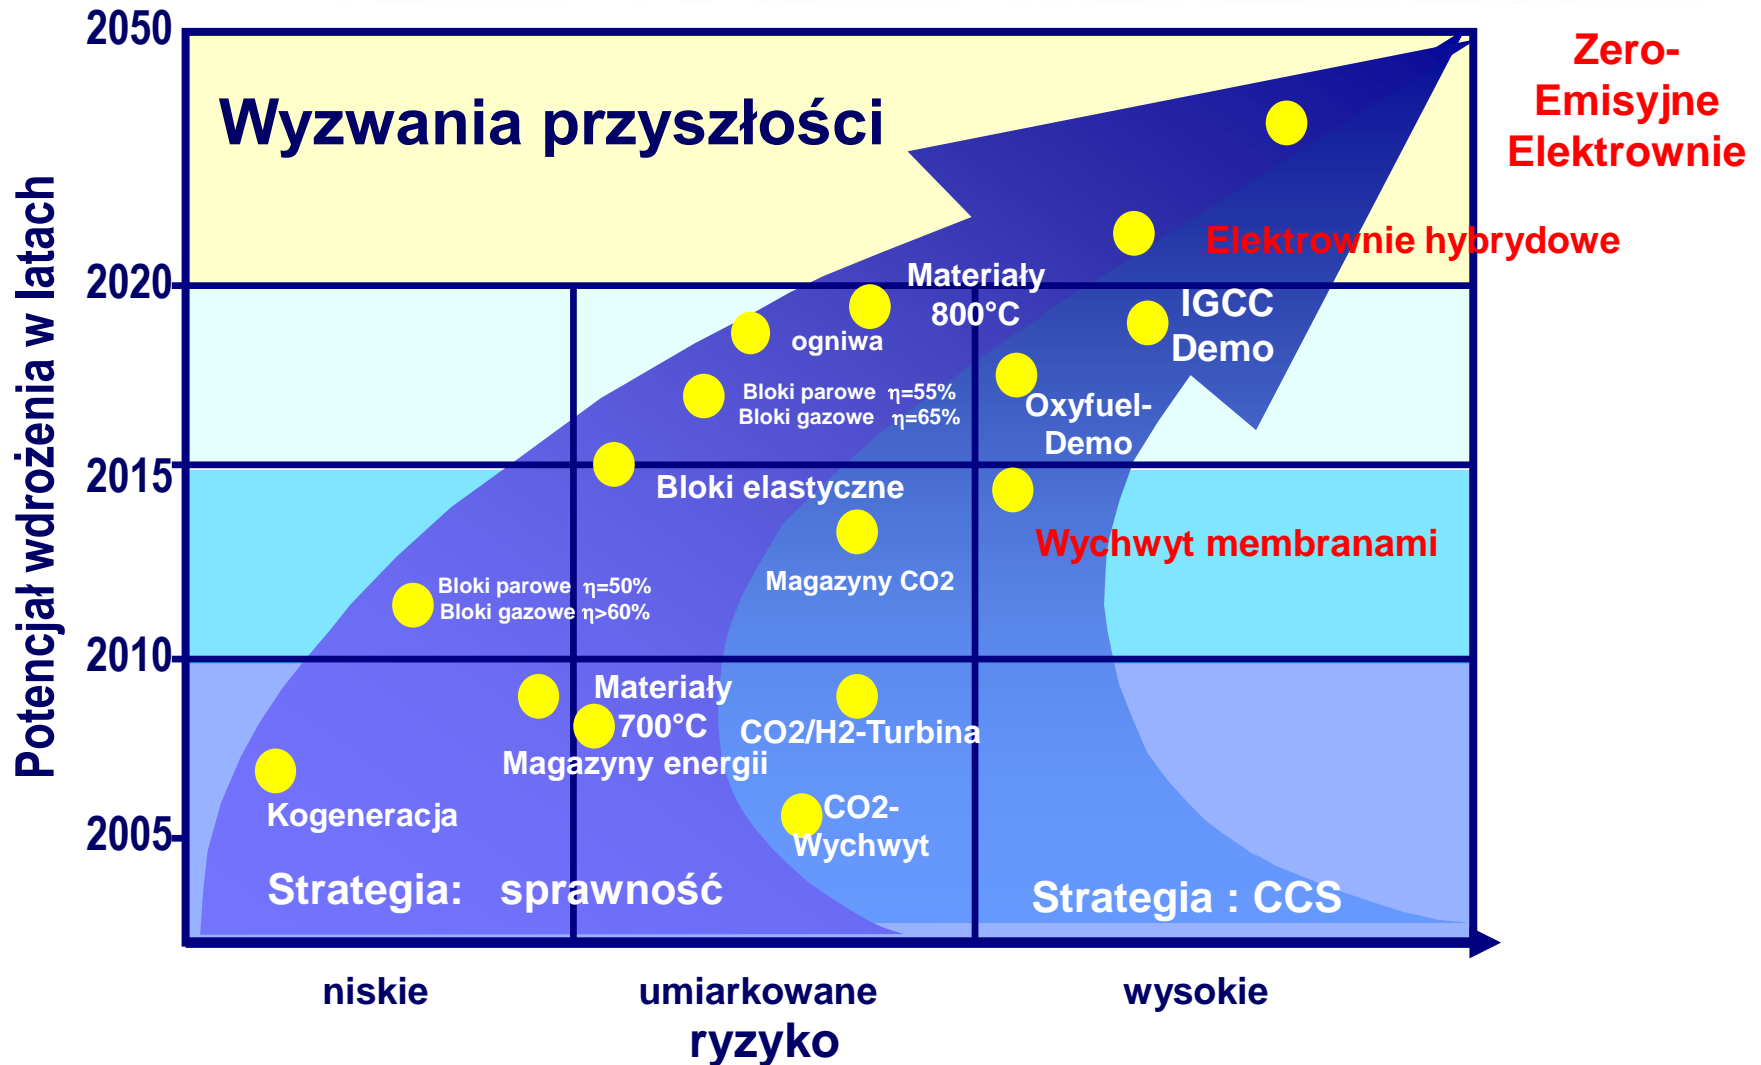 2050
Zero-
Emisyjne
Elektrownie
Wyzwania przyszłości
Elektrownie hybrydowe
2020
Materiały
800°C
IGCC
Demo
ogniwa
Bloki parowe η=55%
Bloki gazowe η=65%
Oxyfuel-
Demo
2015
Bloki elastyczne
Wychwyt membranami
Magazyny CO2
Bloki parowe η=50%
Bloki gazowe η>60%
2010
Materiały
700°C
Magazyny energii
CO2/H2-Turbina
Kogeneracja
CO2-
Wychwyt
2005
Strategia: sprawność
Strategia : CCS
Potencjał wdrożenia w latach
niskie
umiarkowane
wysokie
ryzyko